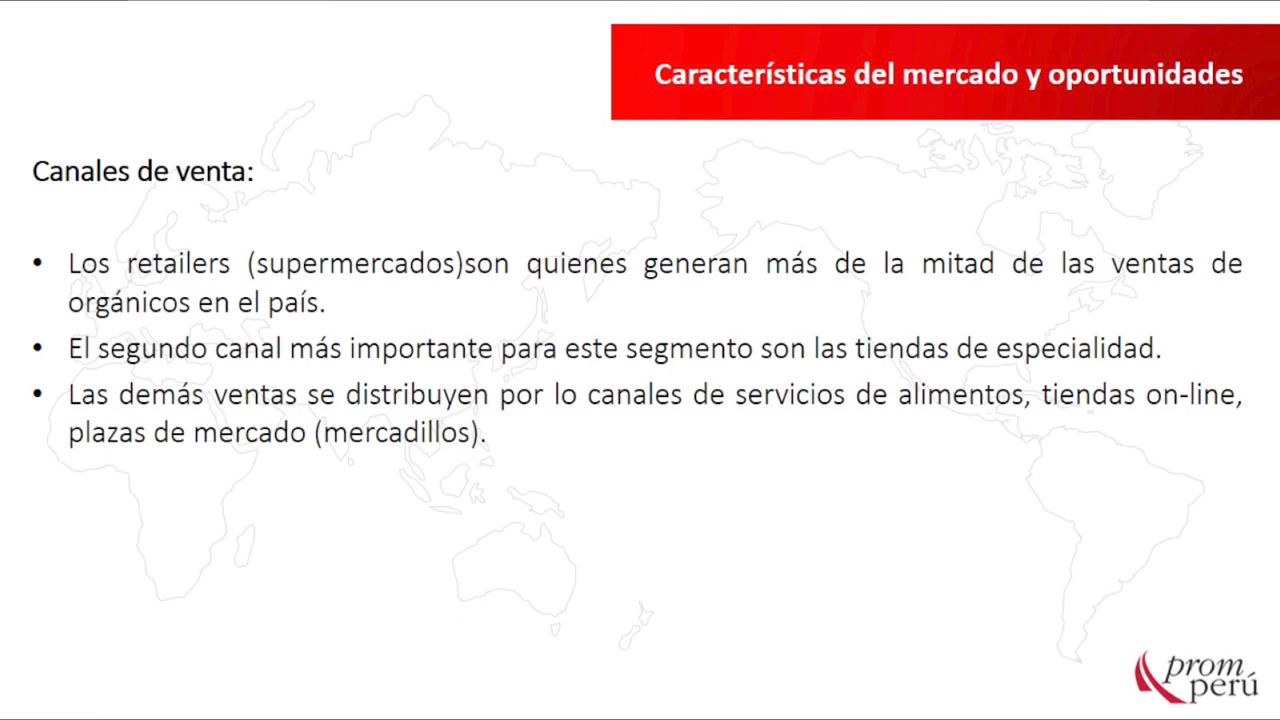 Características del mercado y oportunidades
Canales de venta:
• Los retailers (supermercados)son quienes generan más de la mitad de las ventas de
orgánicos en el país.
• El segundo canal más importante para este segmento son las tiendas de especialidad.
• Las demás ventas se distribuyen por lo canales de servicios de alimentos, tiendas on-line,
plazas de mercado (mercadillos).
prom
perú